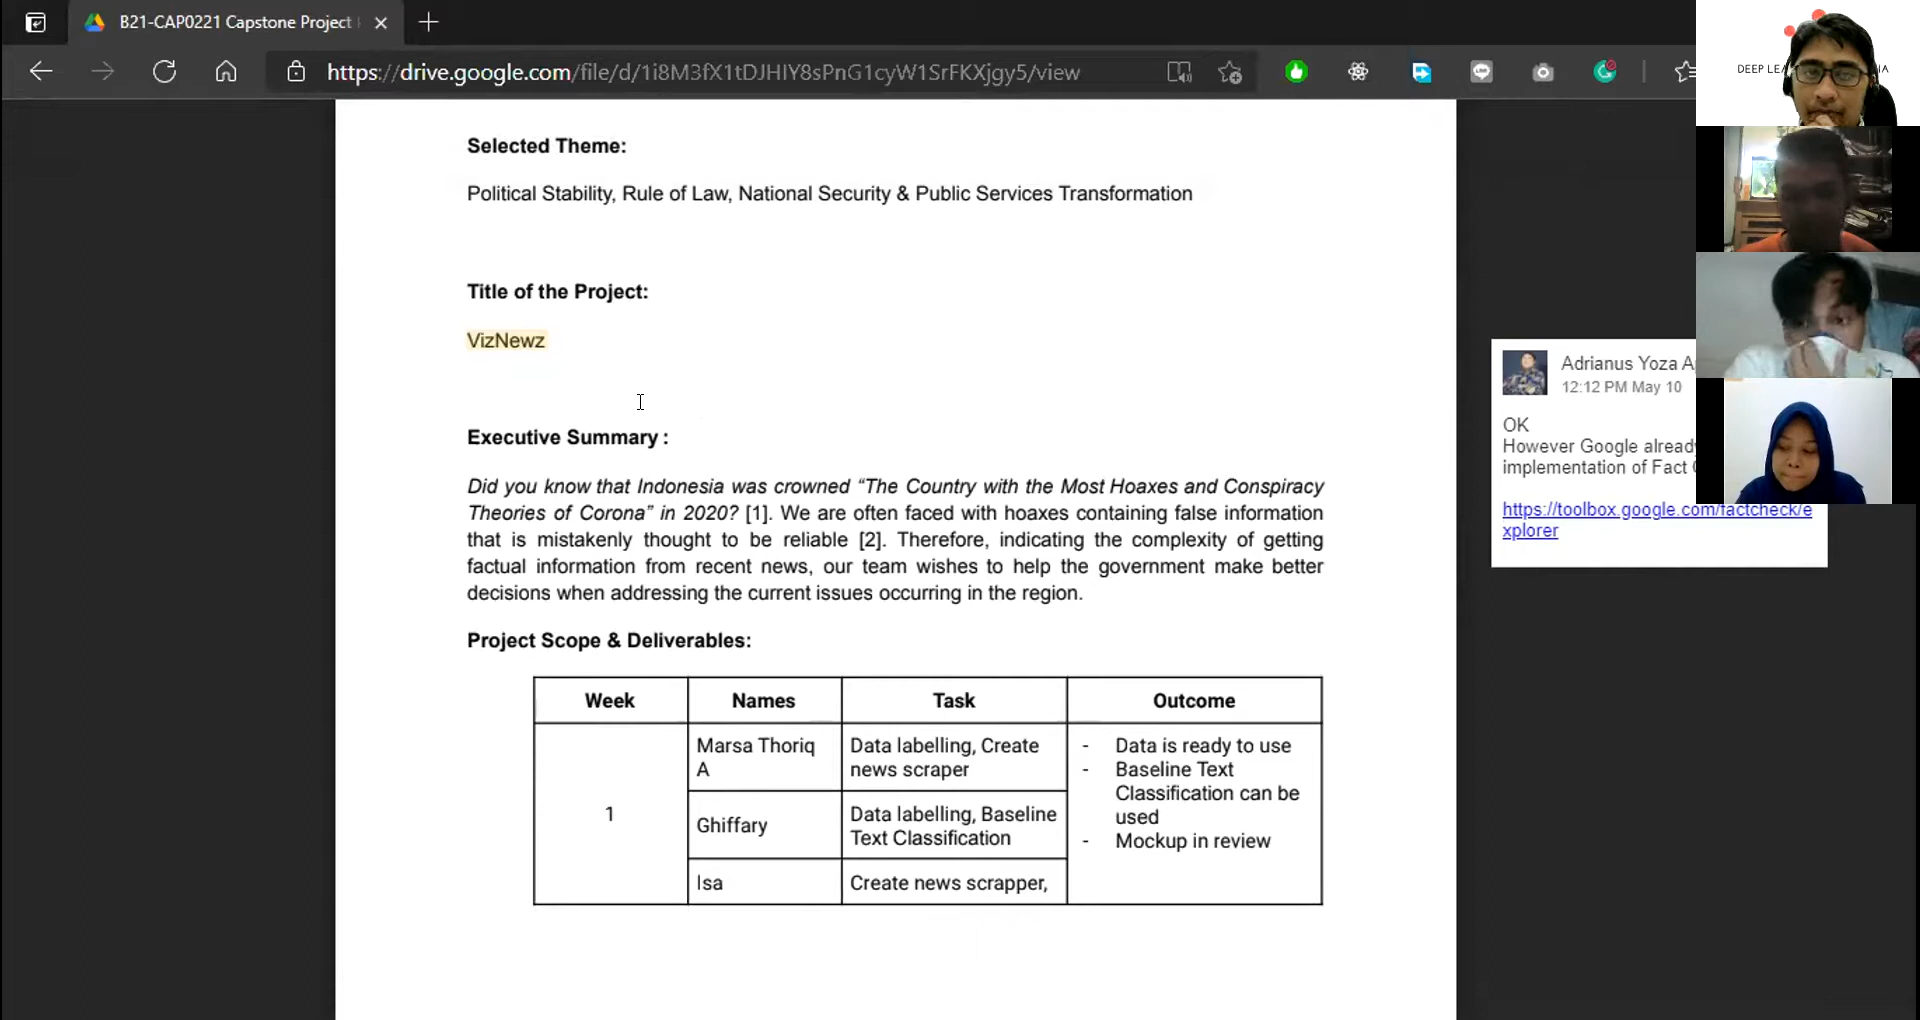 B21-CAP0221 Capstone Project
https://drive.google.com/file/d/1i8M3fX1tDJHIY8sPnG1cyW1SrFKXjgy5/view
DEEP
Selected Theme:
Political Stability, Rule of Law, National Security & Public Services Transformation
Title of the Project:
VizNewz
Executive Summary :
Did you know that Indonesia was crowned “The Country with the Most Hoaxes and Conspiracy
Theories of Corona” in 2020? [1]. We are often faced with hoaxes containing false information
that is mistakenly thought to be reliable [2]. Therefore, indicating the complexity of getting
factual information from recent news, our team wishes to help the government make better
decisions when addressing the current issues occurring in the region.
Project Scope & Deliverables:
Week Names Task Outcome
1
Marsa Thoriq
A
Data labelling, Create
news scraper
Ghiffary
Data labelling, Baseline
Text Classification
Isa
Create news scrapper,
- Data is ready to use
- Baseline Text
Classification can be
used
- Mockup in review
Adrianus Yoza
12:12 PM May 10
OK
However Google already
implementation of Fact
https://toolbox.google.com/factcheck/e
xplorer